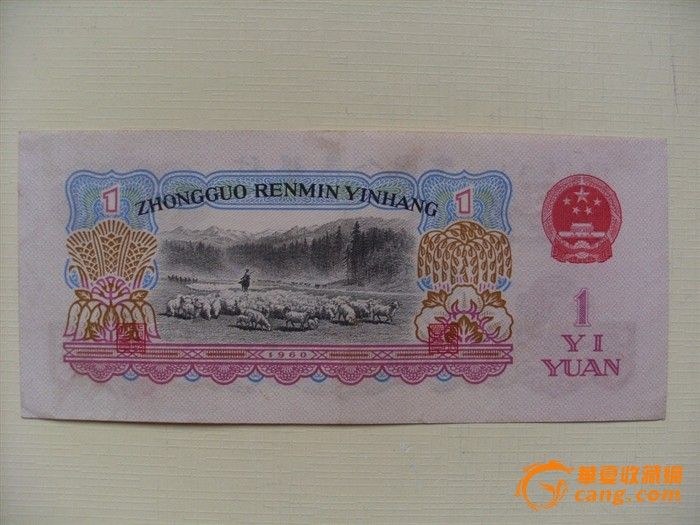 ZHONGGUO RENMIN YINHANG
1
1
1960
1
YI
YUAN
華夏收藏網
cang.com